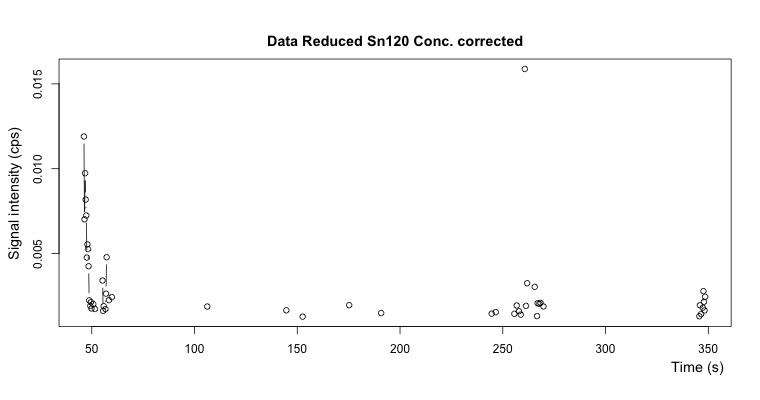 Data Reduced Sn120 Conc. corrected
Signal intensity (cps)
0.015
0.010
0.005
50 100 150 200 250 300 350
Time (s)